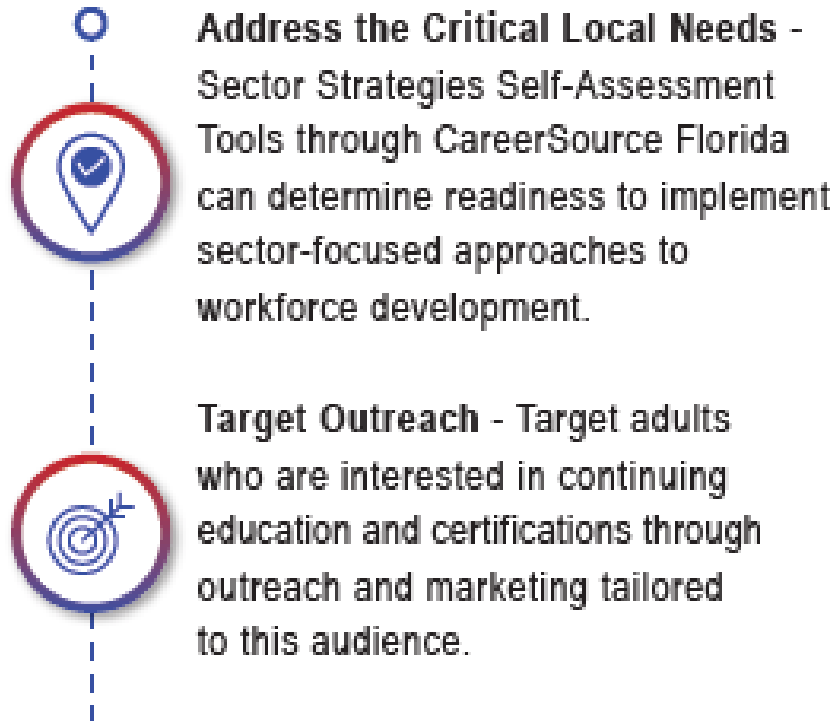 Address the Critical Local Needs -
Sector Strategies Self-Assessment
Tools through CareerSource Florida
can determine readiness to implement
sector-focused approaches to
workforce development.
Target Outreach - Target adults
who are interested in continuing
education and certifications through
outreach and marketing tailored
to this audience.